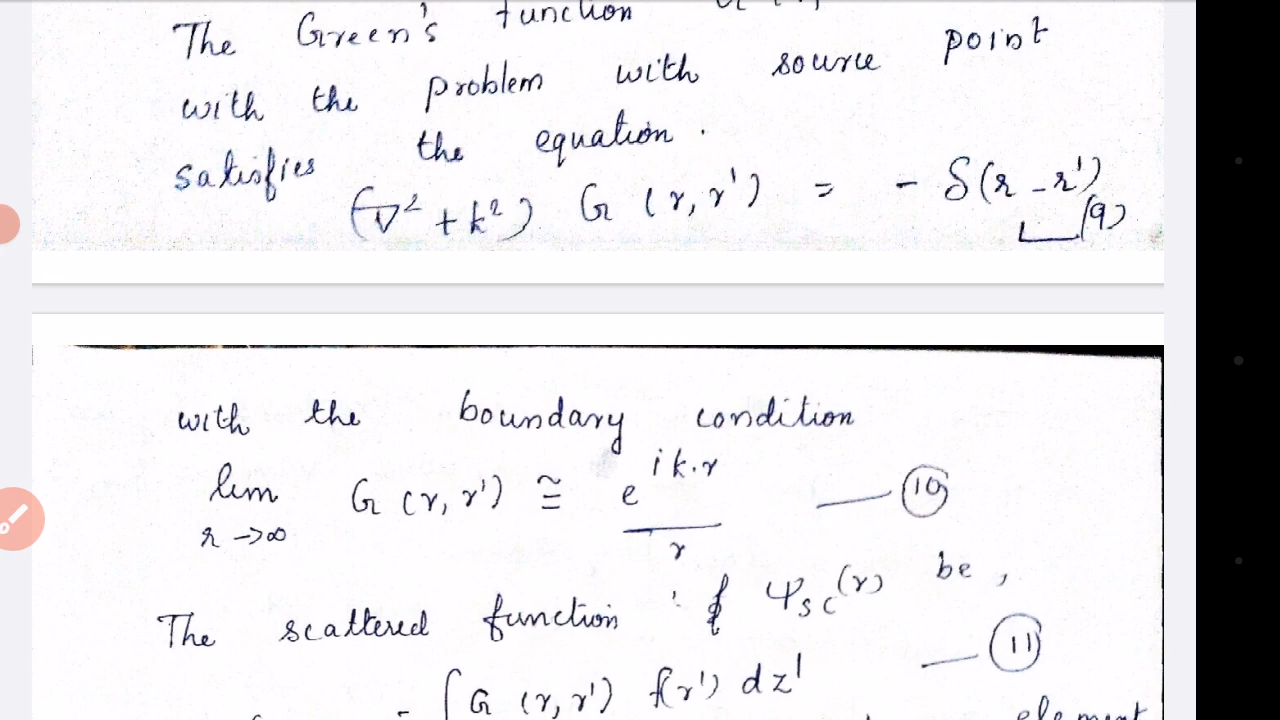 The Green's function
with the problem with source point
satisfies the equation.
(∇² + k²) G (r, r') = - δ(r - r')
(9)
with the boundary condition
lim G (r, r') ≅ e^{ik.r} / r — (10)
r → ∞
The scattered function ψsc(r) be,
= ∫ G (r, r') f(r') dz' — (11)
element